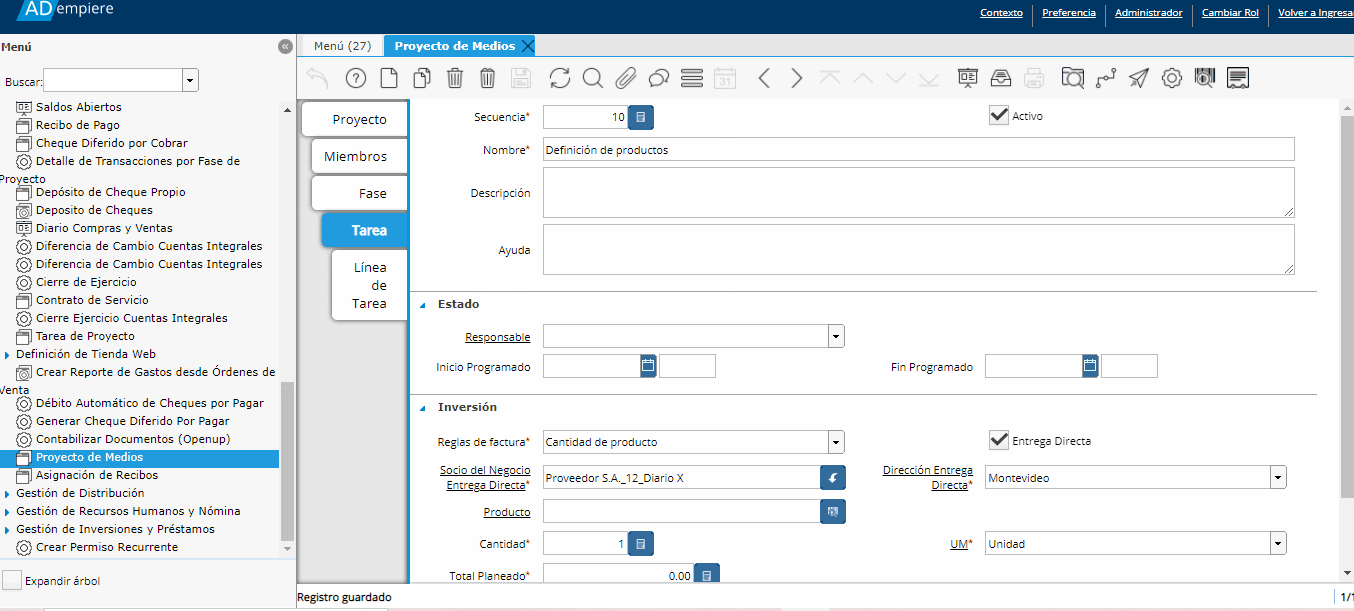 ADempiere
Contexto Preferencia Administrador Cambiar Rol Volver a Ingresa
Menú
Menú (27) Proyecto de Medios
Buscar:
31
Saldos Abiertos
Recibo de Pago
Cheque Diferido por Cobrar
Detalle de Transacciones por Fase de
Proyecto
Depósito de Cheque Propio
Deposito de Cheques
Diario Compras y Ventas
Diferencia de Cambio Cuentas Integrales
Diferencia de Cambio Cuentas Integrales
Cierre de Ejercicio
Contrato de Servicio
Cierre Ejercicio Cuentas Integrales
Tarea de Proyecto
Definición de Tienda Web
Crear Reporte de Gastos desde Órdenes de
Venta
Débito Automático de Cheques por Pagar
Generar Cheque Diferido Por Pagar
Contabilizar Documentos (Openup)
Proyecto de Medios
Asignación de Recibos
Gestión de Distribución
Gestión de Recursos Humanos y Nómina
Gestión de Inversiones y Préstamos
Crear Permiso Recurrente
Expandir árbol
Proyecto
Miembros
Fase
Tarea
Línea
de
Tarea
Secuencia* 10 Activo
Nombre* Definición de productos
Descripción
Ayuda
Estado
Responsable
Inicio Programado Fin Programado
Inversión
Reglas de factura* Cantidad de producto Entrega Directa
Socio del Negocio
Entrega Directa* Proveedor S.A._12_Diario X
Dirección Entrega
Directa* Montevideo
Producto
Cantidad* 1 UM* Unidad
Total Planeado* 0.00
Registro guardado 1/1